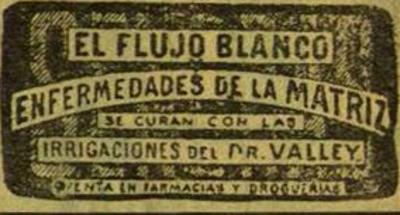 EL FLUJO BLANCO
ENFERMEDADES DE LA MATRIZ
SE CURAN CON LAS
IRRIGACIONES DEL DR. VALLEY
VENTA EN FARMACIAS Y DROGUERIAS